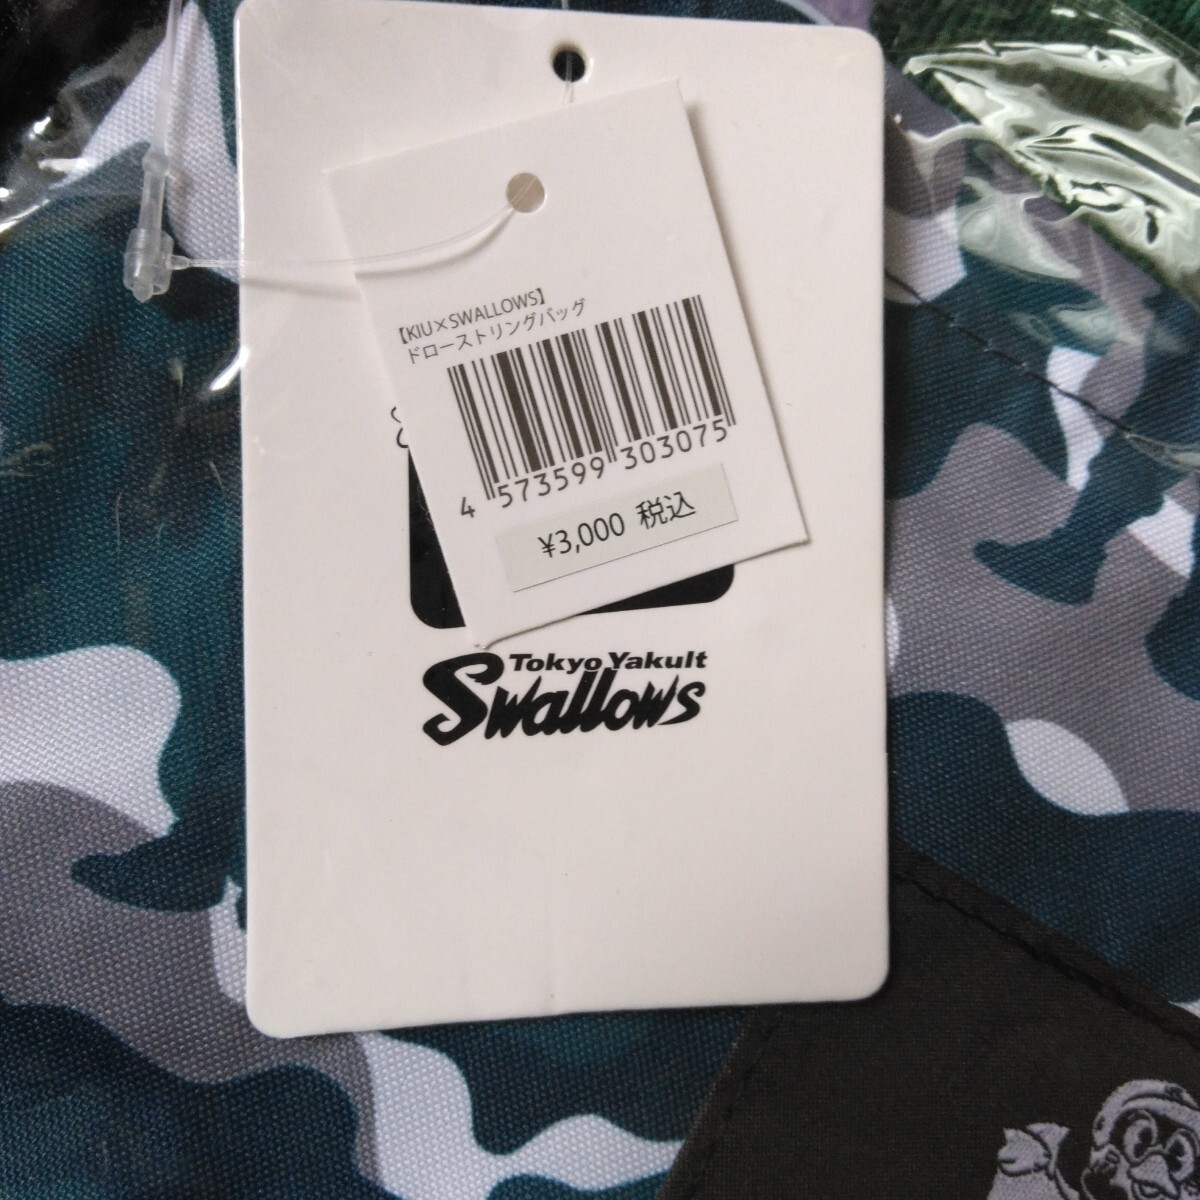 【KIU×SWALLOWS】
ドローストリングバッグ
4 573599 303075
¥3,000 税込
Tokyo Yakult
Swallows